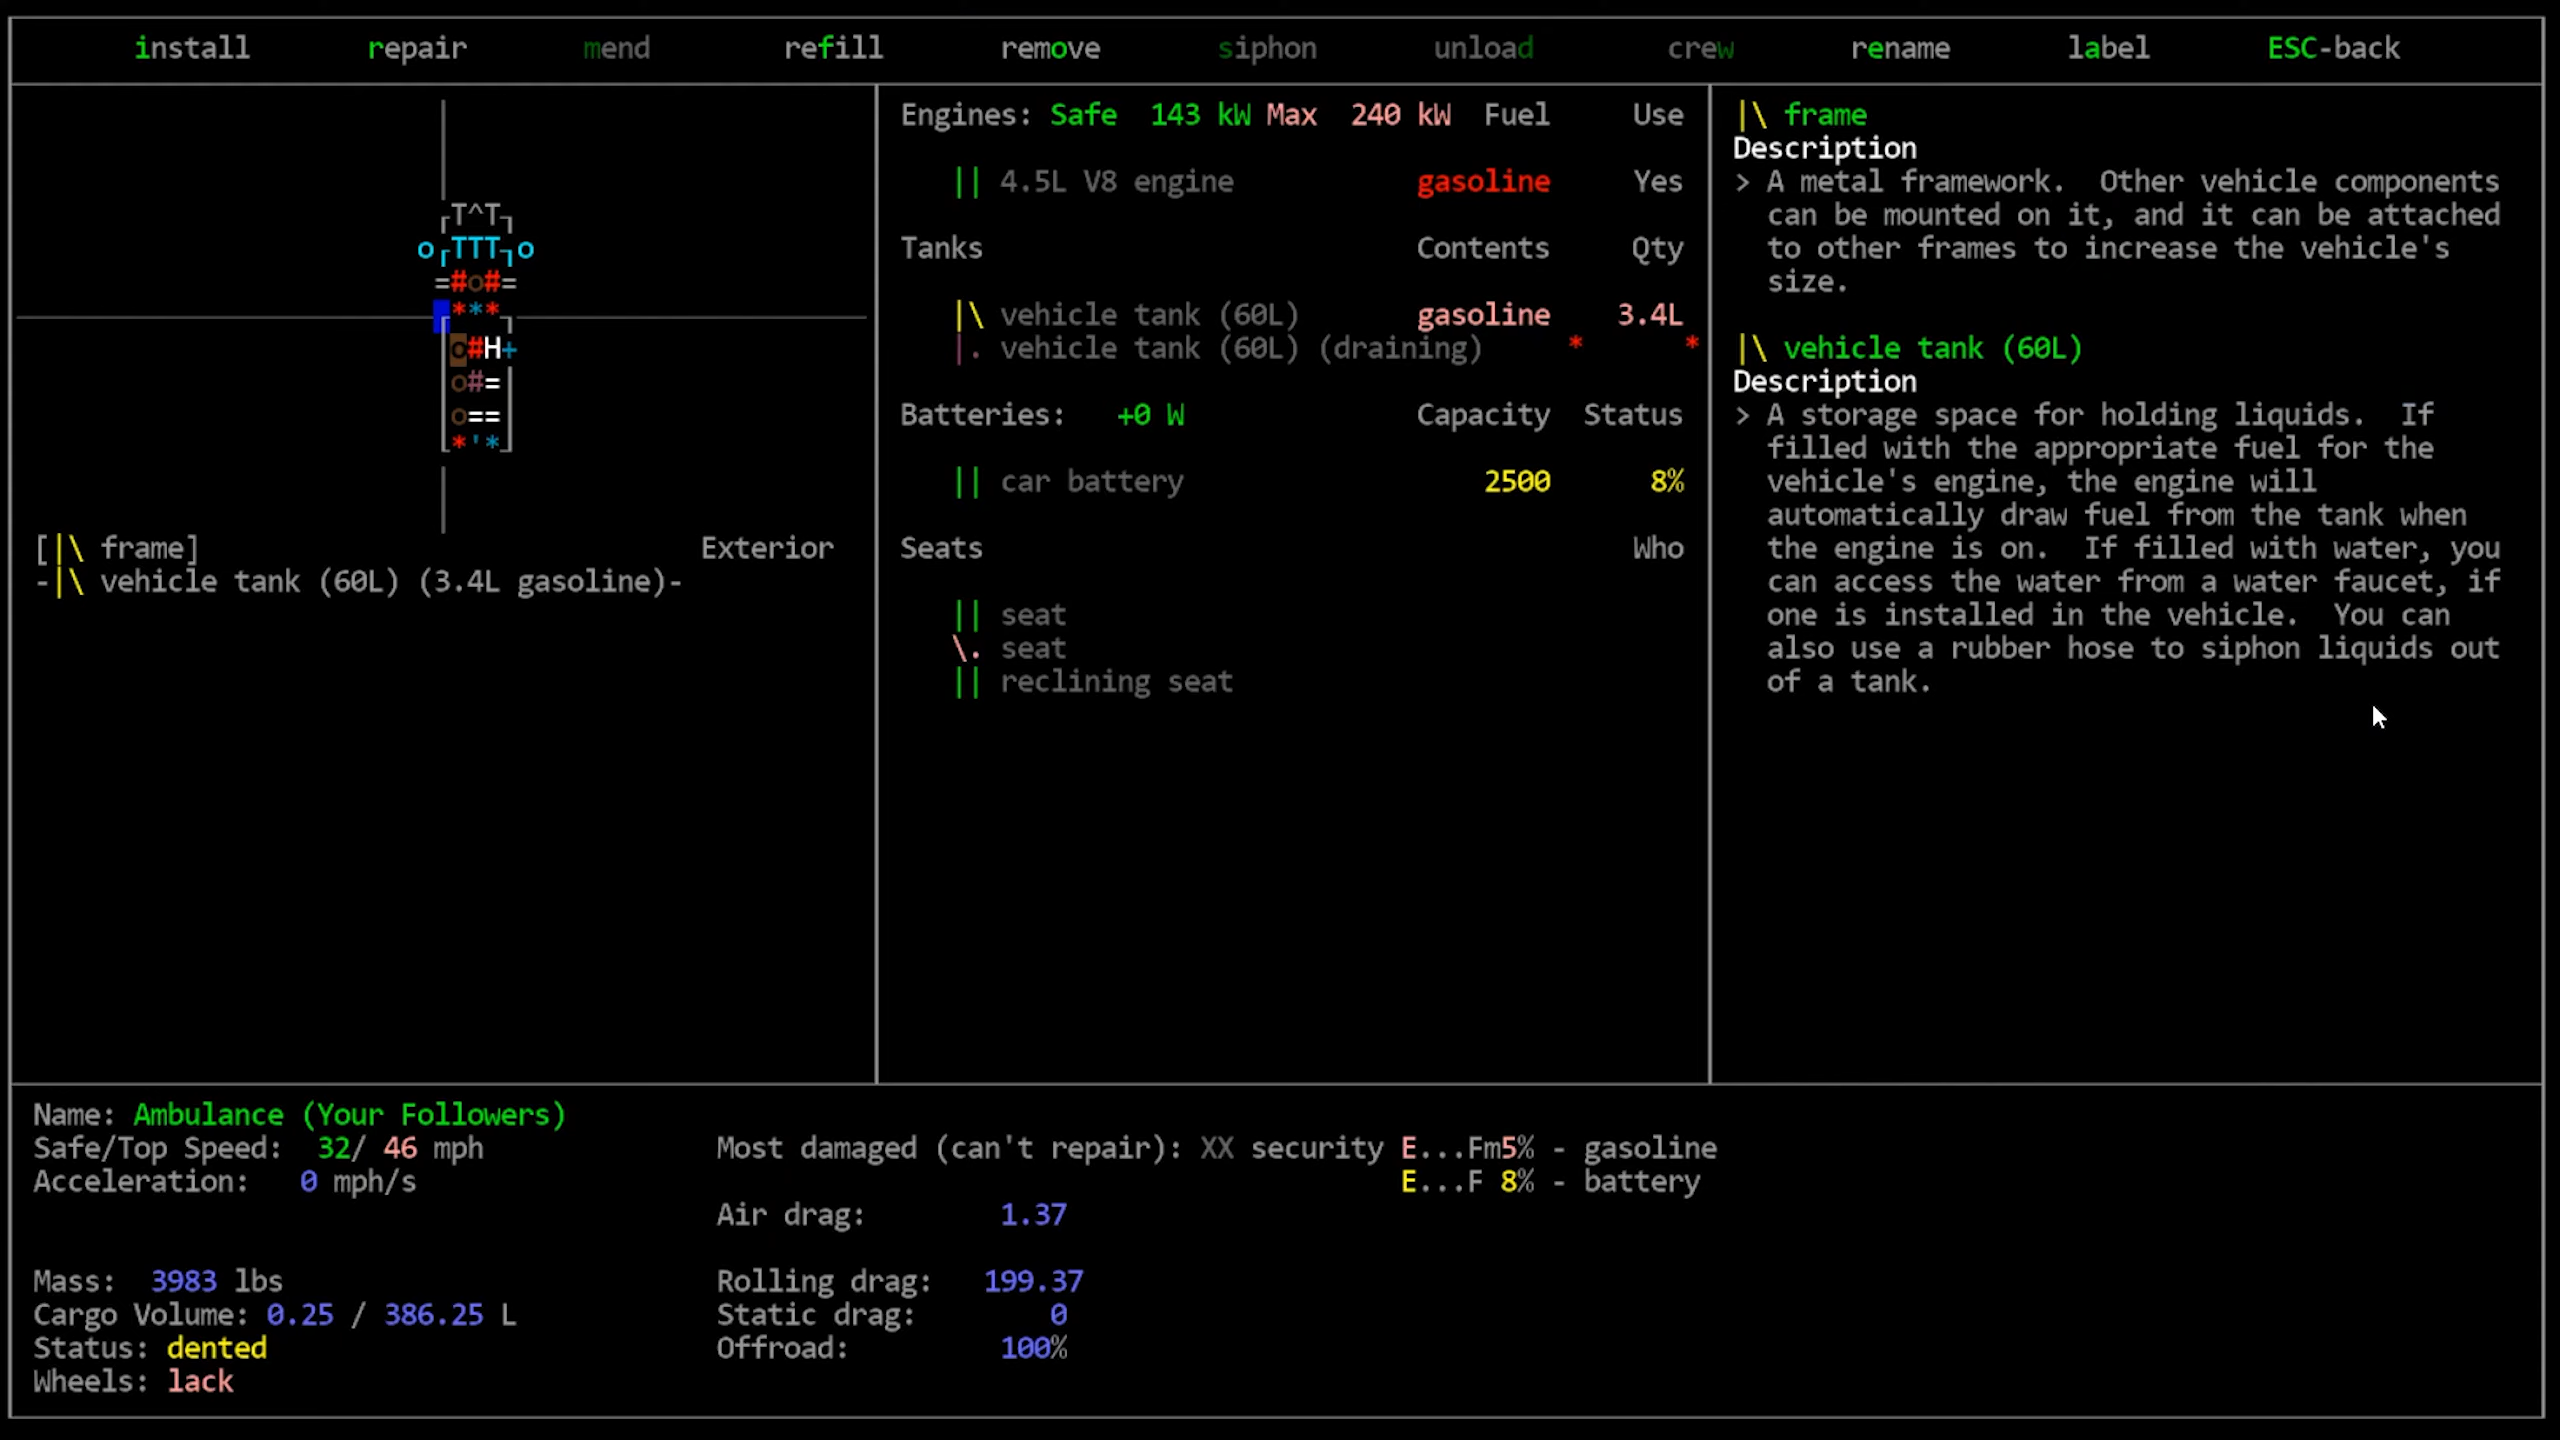 install repair mend refill remove siphon unload crew rename label ESC-back
┌T^T┐
o┌TTT┐o
=#o#=
***
┌ ┐
o#H+
o#=
o==
*'*
[|\ frame] Exterior
-|\ vehicle tank (60L) (3.4L gasoline)-
Engines: Safe 143 kW Max 240 kW Fuel Use
|| 4.5L V8 engine gasoline Yes
Tanks Contents Qty
|\ vehicle tank (60L) gasoline 3.4L
|. vehicle tank (60L) (draining) * *
Batteries: +0 W Capacity Status
|| car battery 2500 8%
Seats Who
|| seat
\. seat
|| reclining seat
|\ frame
Description
> A metal framework. Other vehicle components
can be mounted on it, and it can be attached
to other frames to increase the vehicle's
size.
|\ vehicle tank (60L)
Description
> A storage space for holding liquids. If
filled with the appropriate fuel for the
vehicle's engine, the engine will
automatically draw fuel from the tank when
the engine is on. If filled with water, you
can access the water from a water faucet, if
one is installed in the vehicle. You can
also use a rubber hose to siphon liquids out
of a tank.
Name: Ambulance (Your Followers)
Safe/Top Speed: 32/ 46 mph
Acceleration: 0 mph/s
Mass: 3983 lbs
Cargo Volume: 0.25 / 386.25 L
Status: dented
Wheels: lack
Most damaged (can't repair): XX security
Air drag: 1.37
Rolling drag: 199.37
Static drag: 0
Offroad: 100%
E...Fm5% - gasoline
E...F 8% - battery